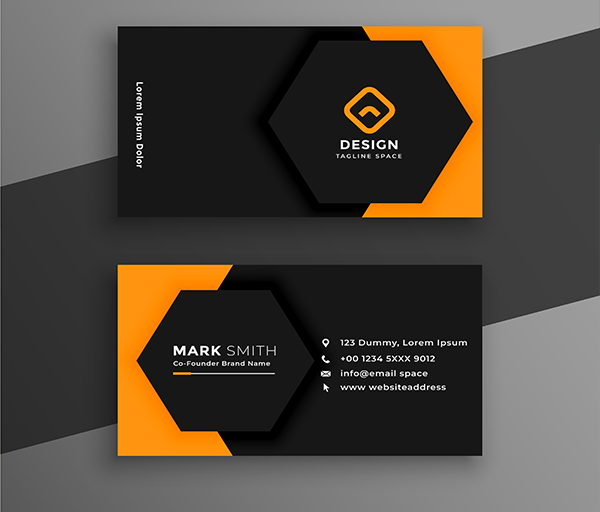 Lorem Ipsum Dolor
DESIGN
TAGLINE SPACE
MARK SMITH
Co-Founder Brand Name
123 Dummy, Lorem Ipsum
+00 1234 5XXX 9012
info@email space
www websiteaddress